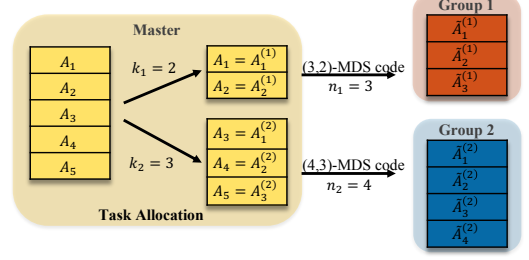 Master
A₁
A₂
A₃
A₄
A₅
k₁ = 2
k₂ = 3
A₁ = A₁⁽¹⁾
A₂ = A₂⁽¹⁾
A₃ = A₁⁽²⁾
A₄ = A₂⁽²⁾
A₅ = A₃⁽²⁾
Task Allocation
(3,2)-MDS code
n₁ = 3
(4,3)-MDS code
n₂ = 4
Group 1
Ã₁⁽¹⁾
Ã₂⁽¹⁾
Ã₃⁽¹⁾
Group 2
Ã₁⁽²⁾
Ã₂⁽²⁾
Ã₃⁽²⁾
Ã₄⁽²⁾